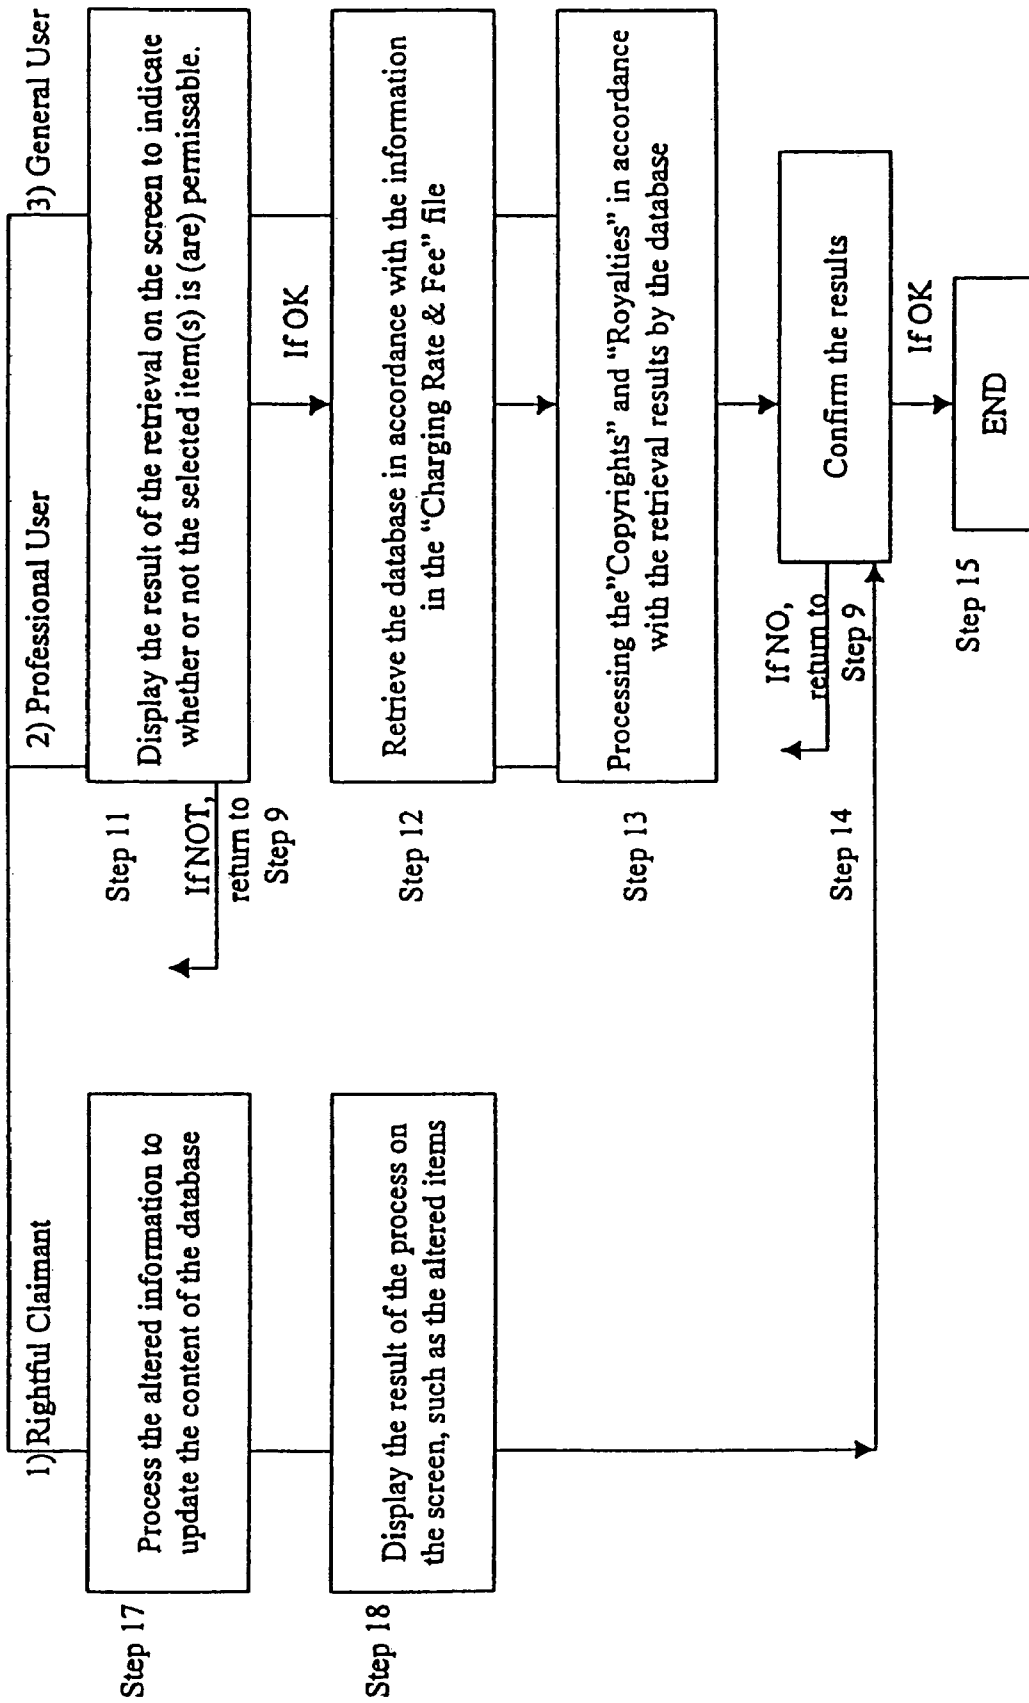 1) Rightful Claimant
2) Professional User
3) General User
Step 17
Process the altered information to
update the content of the database
Step 18
Display the result of the process on
the screen, such as the altered items
Step 11
Display the result of the retrieval on the screen to indicate
whether or not the selected item(s) is (are) permissable.
If NOT,
return to
Step 9
If OK
Step 12
Retrieve the database in accordance with the information
in the “Charging Rate & Fee” file
Step 13
Processing the”Copyrights” and “Royalties” in accordance
with the retrieval results by the database
Step 14
Confirm the results
If NO,
return to
Step 9
If OK
Step 15
END